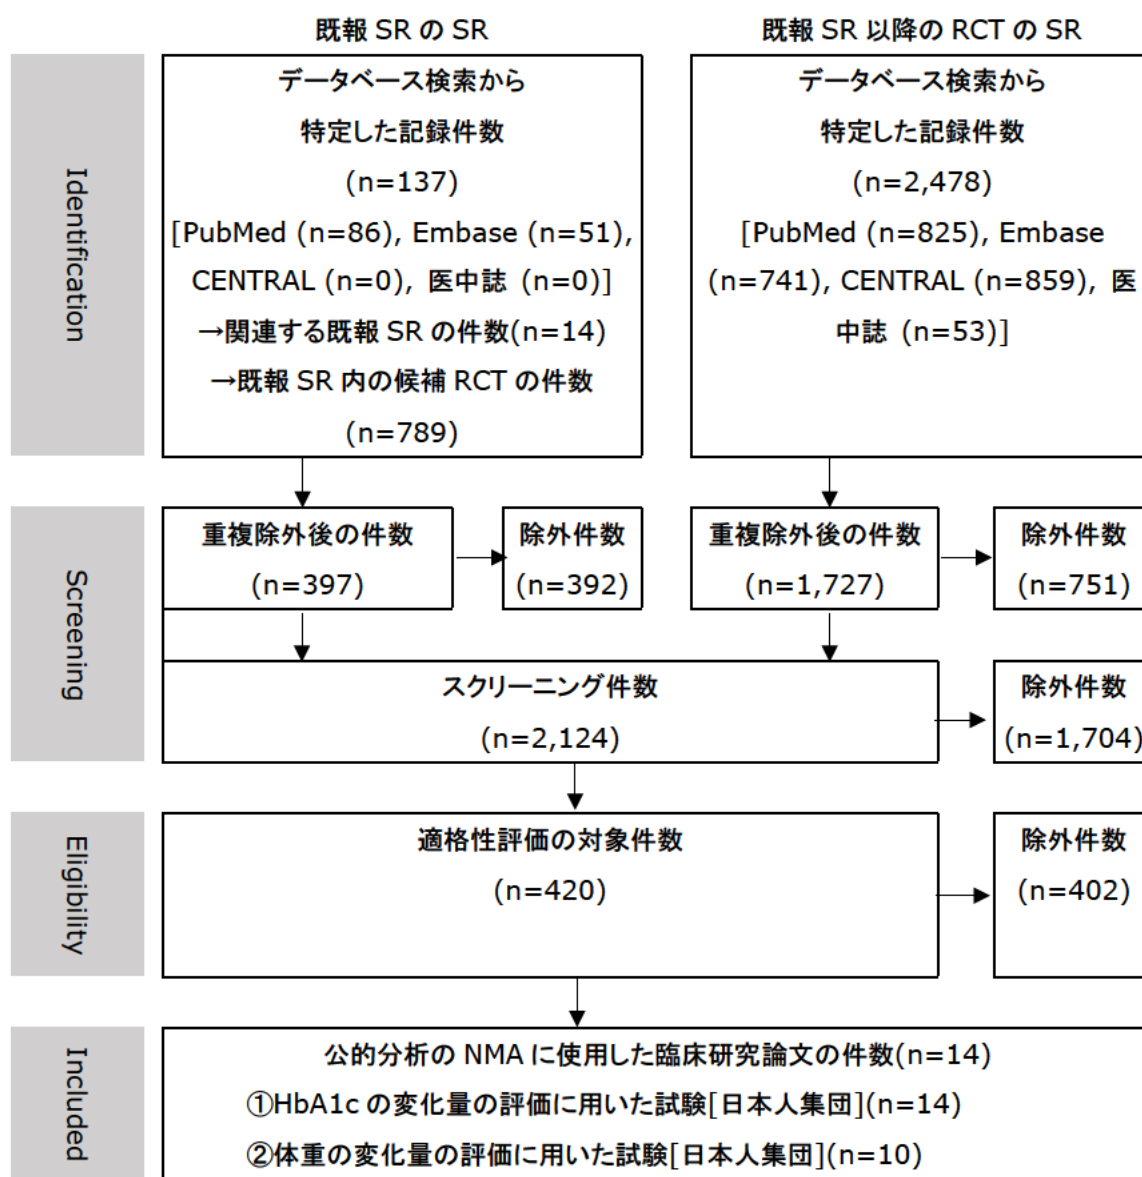 既報 SR の SR
既報 SR 以降の RCT の SR
Identification
データベース検索から
特定した記録件数
(n=137)
[PubMed (n=86), Embase (n=51),
CENTRAL (n=0), 医中誌 (n=0)]
→関連する既報 SR の件数(n=14)
→既報 SR 内の候補 RCT の件数
(n=789)
データベース検索から
特定した記録件数
(n=2,478)
[PubMed (n=825), Embase
(n=741), CENTRAL (n=859), 医
中誌 (n=53)]
Screening
重複除外後の件数
(n=397)
除外件数
(n=392)
重複除外後の件数
(n=1,727)
除外件数
(n=751)
スクリーニング件数
(n=2,124)
除外件数
(n=1,704)
Eligibility
適格性評価の対象件数
(n=420)
除外件数
(n=402)
Included
公的分析の NMA に使用した臨床研究論文の件数(n=14)
①HbA1c の変化量の評価に用いた試験[日本人集団](n=14)
②体重の変化量の評価に用いた試験[日本人集団](n=10)